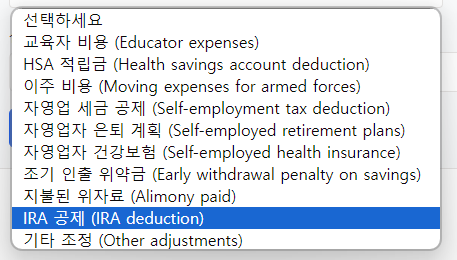 선택하세요
교육자 비용 (Educator expenses)
HSA 적립금 (Health savings account deduction)
이주 비용 (Moving expenses for armed forces)
자영업 세금 공제 (Self-employment tax deduction)
자영업자 은퇴 계획 (Self-employed retirement plans)
자영업자 건강보험 (Self-employed health insurance)
조기 인출 위약금 (Early withdrawal penalty on savings)
지불된 위자료 (Alimony paid)
IRA 공제 (IRA deduction)
기타 조정 (Other adjustments)